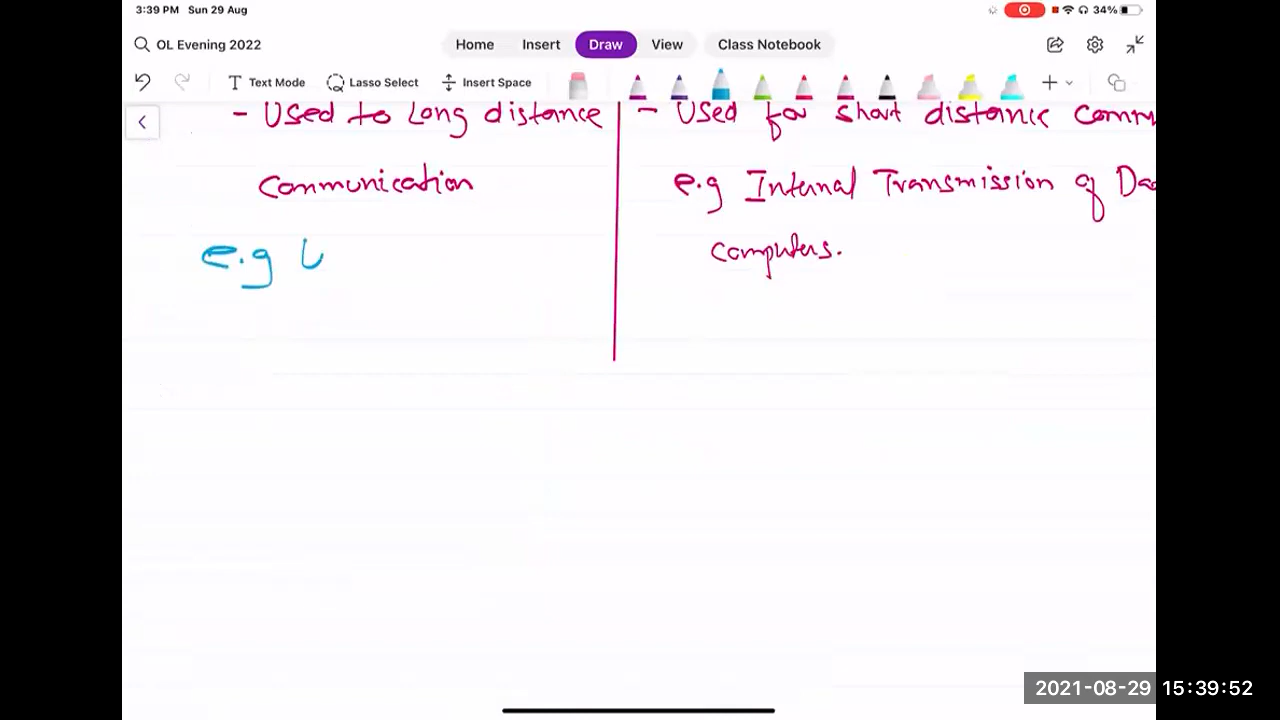 3:39 PM Sun 29 Aug
34%
OL Evening 2022
Home Insert Draw View Class Notebook
Text Mode Lasso Select Insert Space
- Used to Long distance
communication
e.g U
- Used for short distance comm
e.g Internal Transmission of Da
computers.
2021-08-29 15:39:52